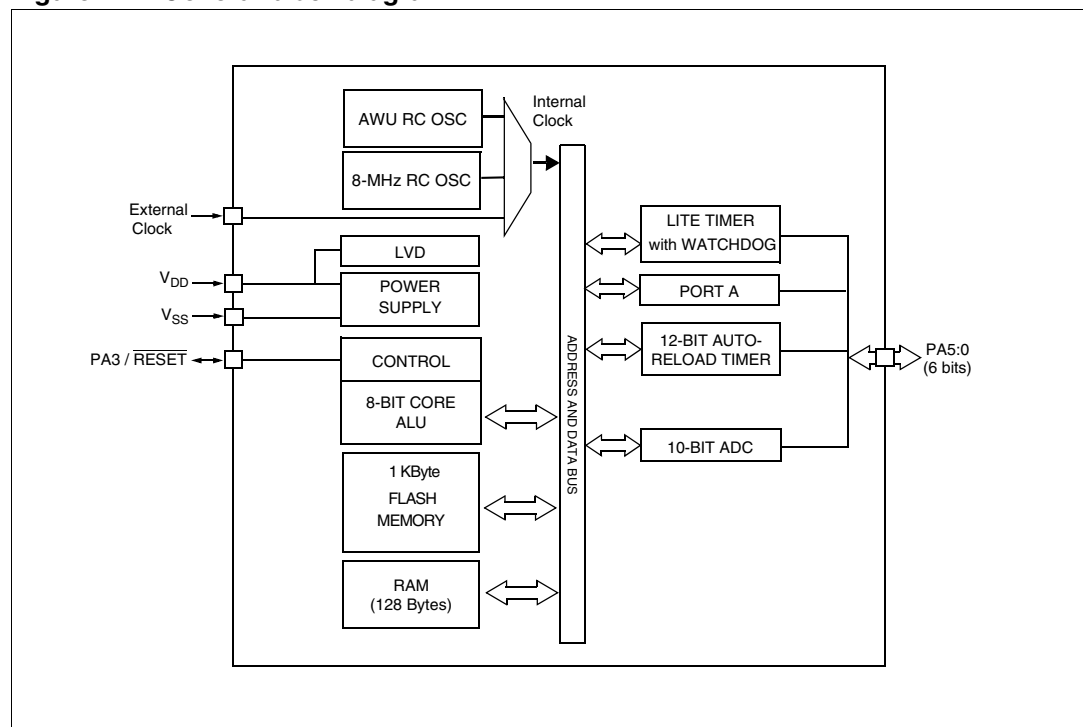 AWU RC OSC
8-MHz RC OSC
Internal
Clock
External
Clock
LVD
POWER
SUPPLY
VDD
VSS
PA3 / RESET
CONTROL
8-BIT CORE
ALU
1 KByte
FLASH
MEMORY
RAM
(128 Bytes)
ADDRESS AND DATA BUS
LITE TIMER
with WATCHDOG
PORT A
12-BIT AUTO-
RELOAD TIMER
10-BIT ADC
PA5:0
(6 bits)